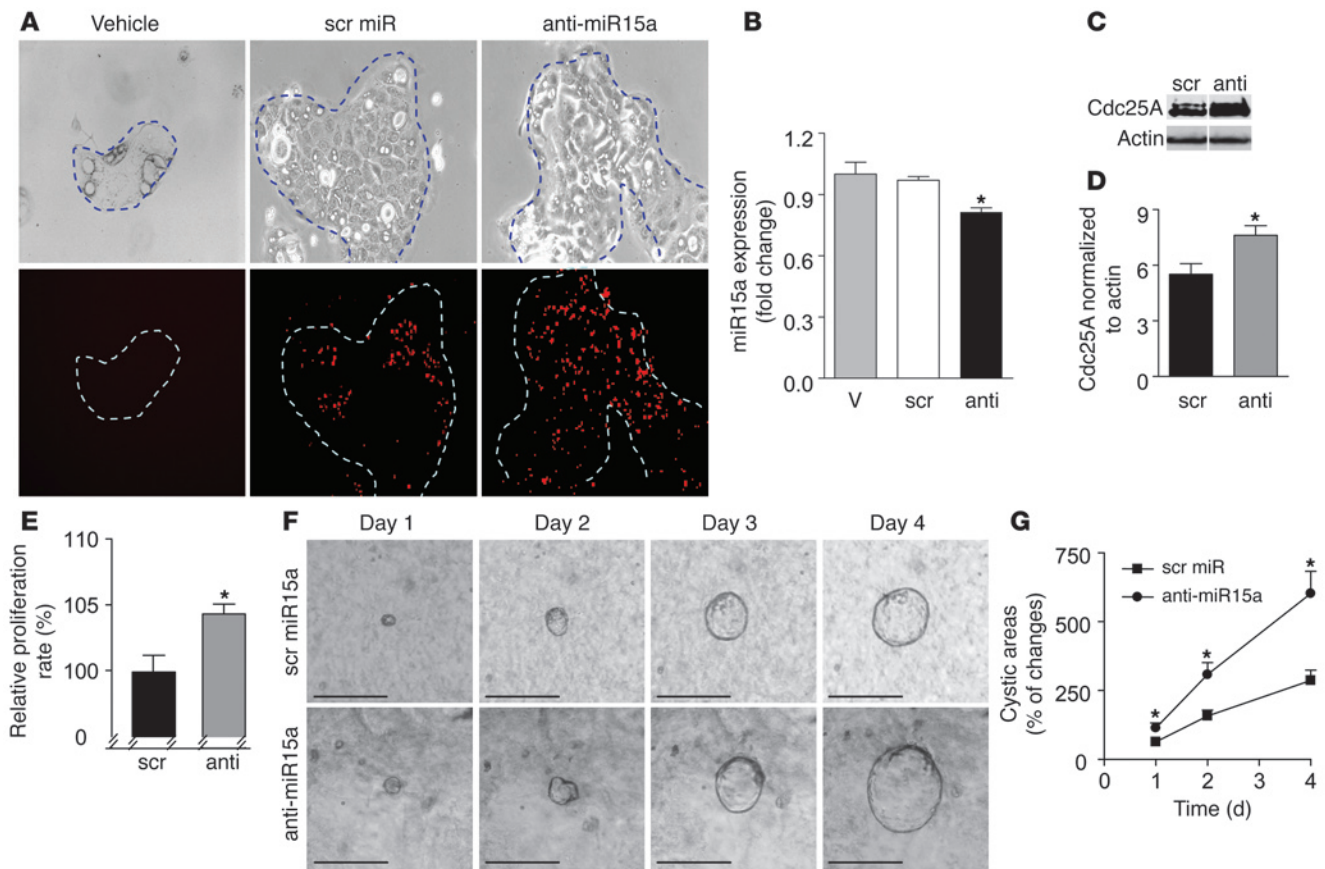 A
Vehicle
scr miR
anti-miR15a
B
miR15a expression
(fold change)
1.2
0.9
0.6
0.3
0.0
*
V
scr
anti
C
scr
anti
Cdc25A
Actin
D
Cdc25A normalized
to actin
9
6
3
0
*
scr
anti
E
Relative proliferation
rate (%)
110
105
100
0
*
scr
anti
F
Day 1
Day 2
Day 3
Day 4
scr miR15a
anti-miR15a
G
Cystic areas
(% of changes)
750
500
250
0
scr miR
anti-miR15a
*
*
*
0
1
2
3
4
Time (d)